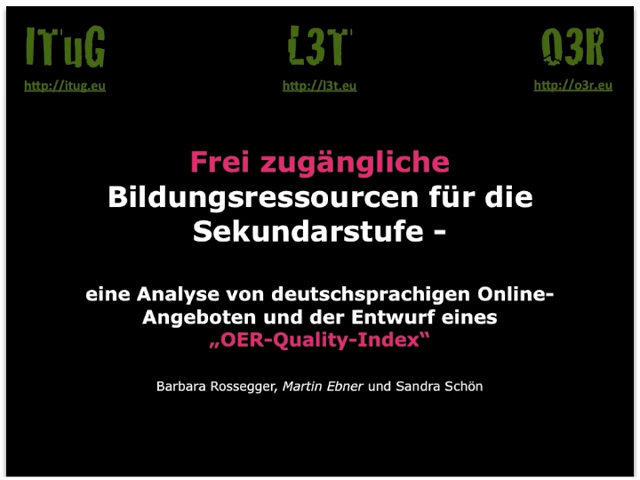 ITuG L3T O3R
http://itug.eu http://l3t.eu http://o3r.eu
Frei zugängliche
Bildungsressourcen für die
Sekundarstufe -
eine Analyse von deutschsprachigen Online-
Angeboten und der Entwurf eines
„OER-Quality-Index“
Barbara Rossegger, Martin Ebner und Sandra Schön